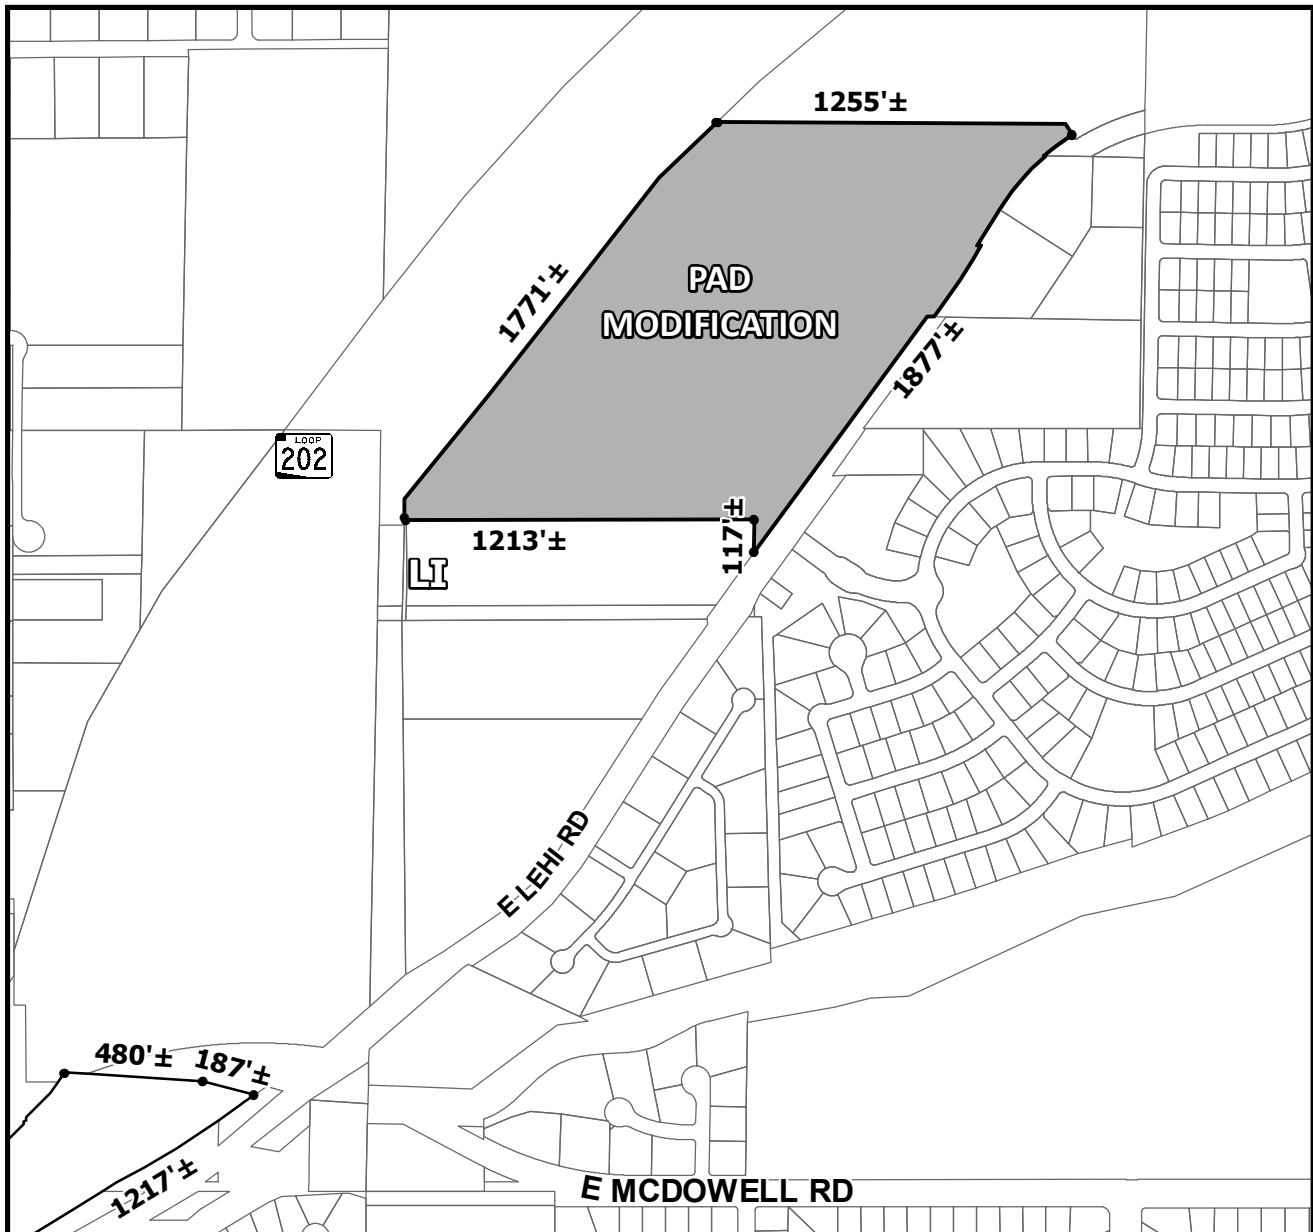 1255'±
PAD
MODIFICATION
1771'±
1877'±
LOOP
202
117'±
1213'±
LI
E LEHI RD
480'±
187'±
1217'±
E MCDOWELL RD